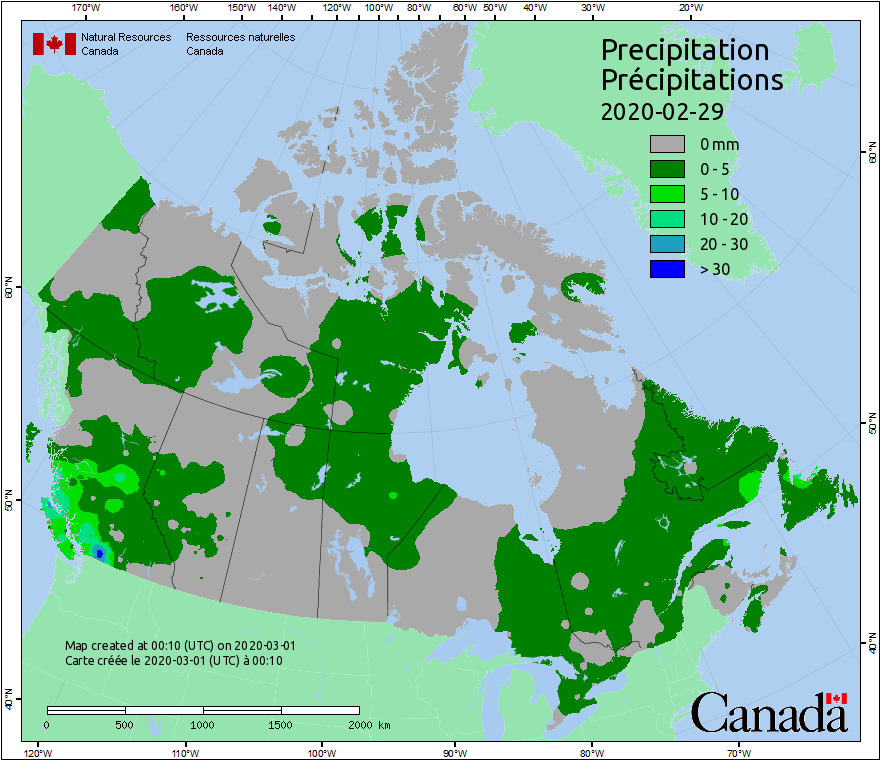 170°W 160°W 150°W 140°W 120°W 100°W 80°W 60°W 50°W 40°W 30°W 20°W
Natural Resources Ressources naturelles
Canada Canada
Precipitation
Précipitations
2020-02-29
0 mm
0 - 5
5 - 10
10 - 20
20 - 30
> 30
60°N 60°N
50°N 50°N
40°N 40°N
Map created at 00:10 (UTC) on 2020-03-01
Carte créée le 2020-03-01 (UTC) à 00:10
0 500 1000 1500 2000 km
Canada
120°W 110°W 100°W 90°W 80°W 70°W